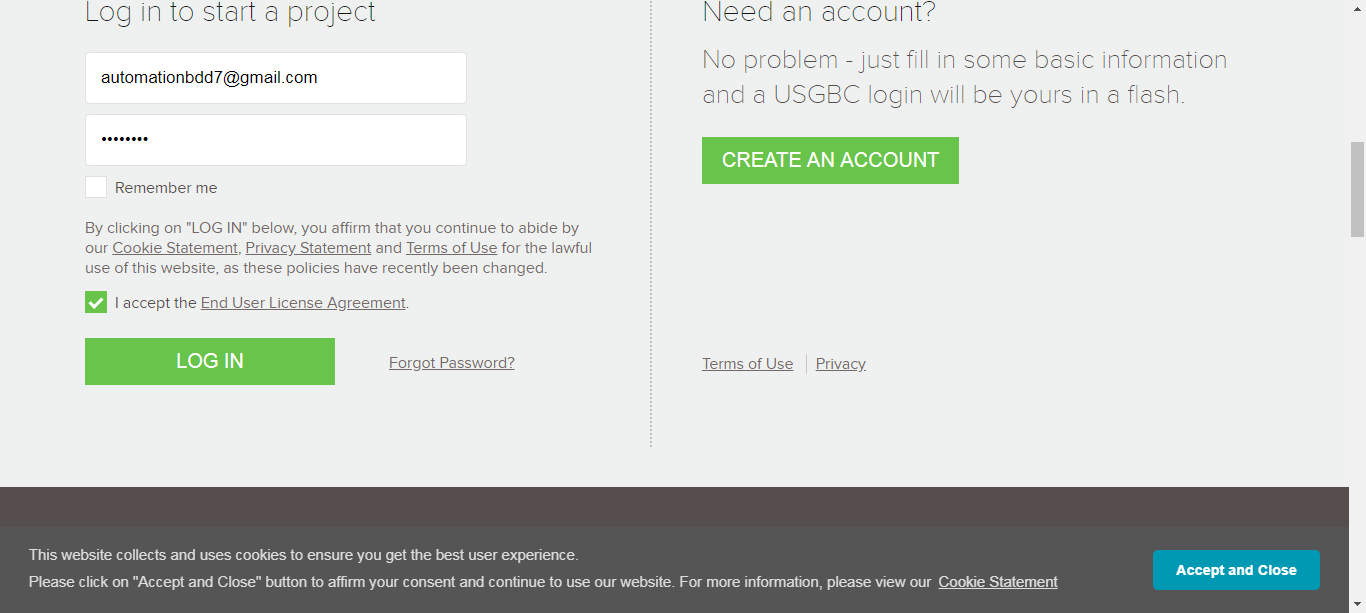 Log in to start a project
automationbdd7@gmail.com
••••••••
Remember me
By clicking on "LOG IN" below, you affirm that you continue to abide by
our Cookie Statement, Privacy Statement and Terms of Use for the lawful
use of this website, as these policies have recently been changed.
I accept the End User License Agreement.
LOG IN
Forgot Password?
Need an account?
No problem - just fill in some basic information
and a USGBC login will be yours in a flash.
CREATE AN ACCOUNT
Terms of Use
Privacy
This website collects and uses cookies to ensure you get the best user experience.
Please click on "Accept and Close" button to affirm your consent and continue to use our website. For more information, please view our Cookie Statement
Accept and Close